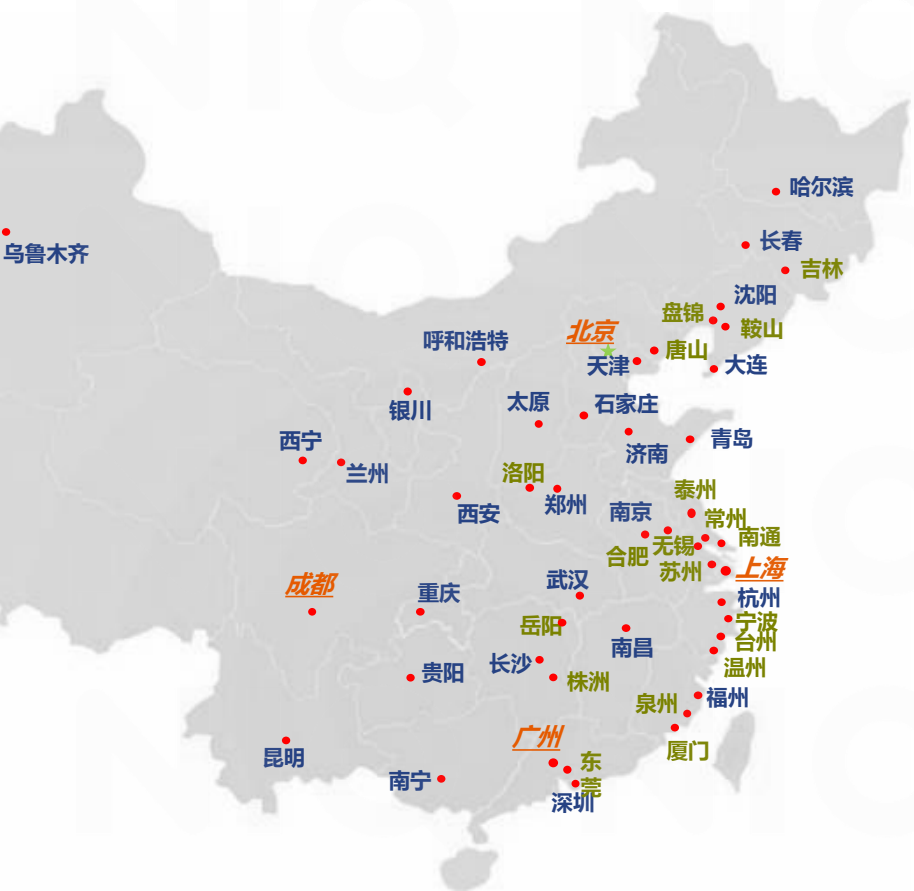 哈尔滨
长春
乌鲁木齐
吉林
沈阳
盘锦
鞍山
北京
呼和浩特
唐山
天津
大连
太原
石家庄
银川
西宁
青岛
济南
兰州
洛阳
泰州
郑州
西安
南京
常州
南通
无锡
合肥
苏州
上海
武汉
成都
重庆
杭州
宁波
岳阳
台州
南昌
长沙
温州
贵阳
株洲
福州
泉州
广州
厦门
昆明
东
莞
南宁
深圳